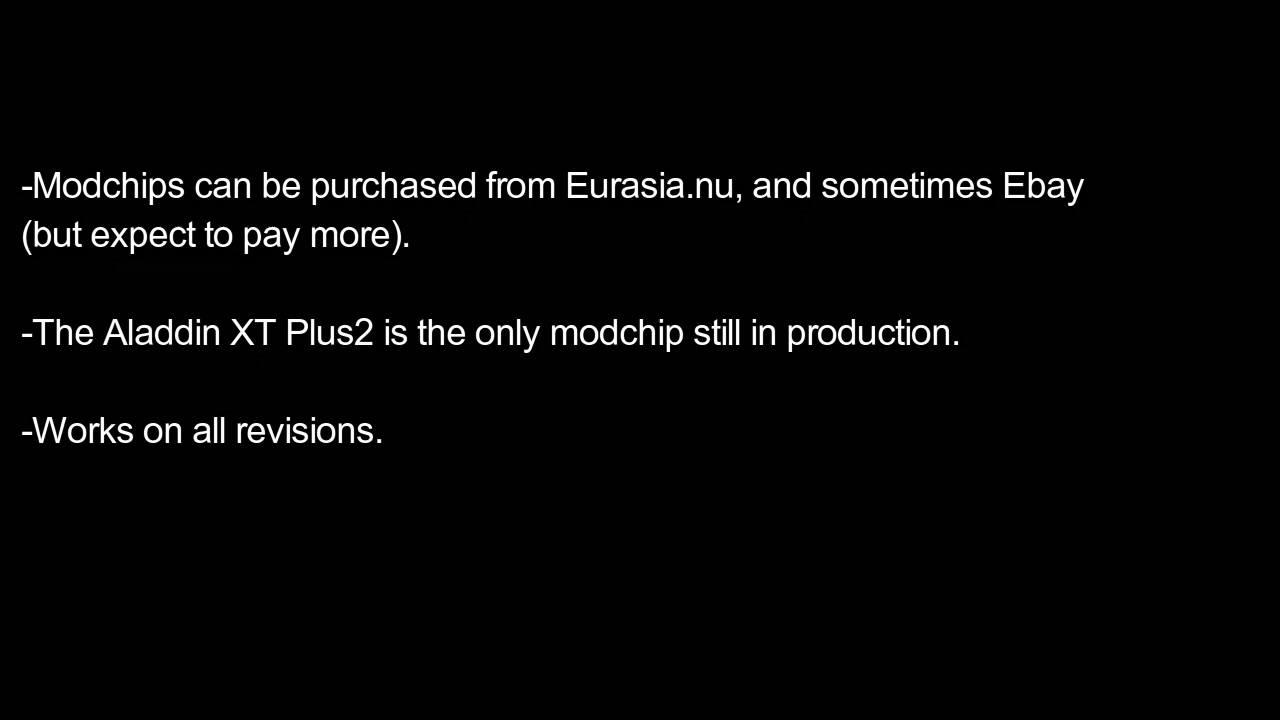 -Modchips can be purchased from Eurasia.nu, and sometimes Ebay
(but expect to pay more).
-The Aladdin XT Plus2 is the only modchip still in production.
-Works on all revisions.